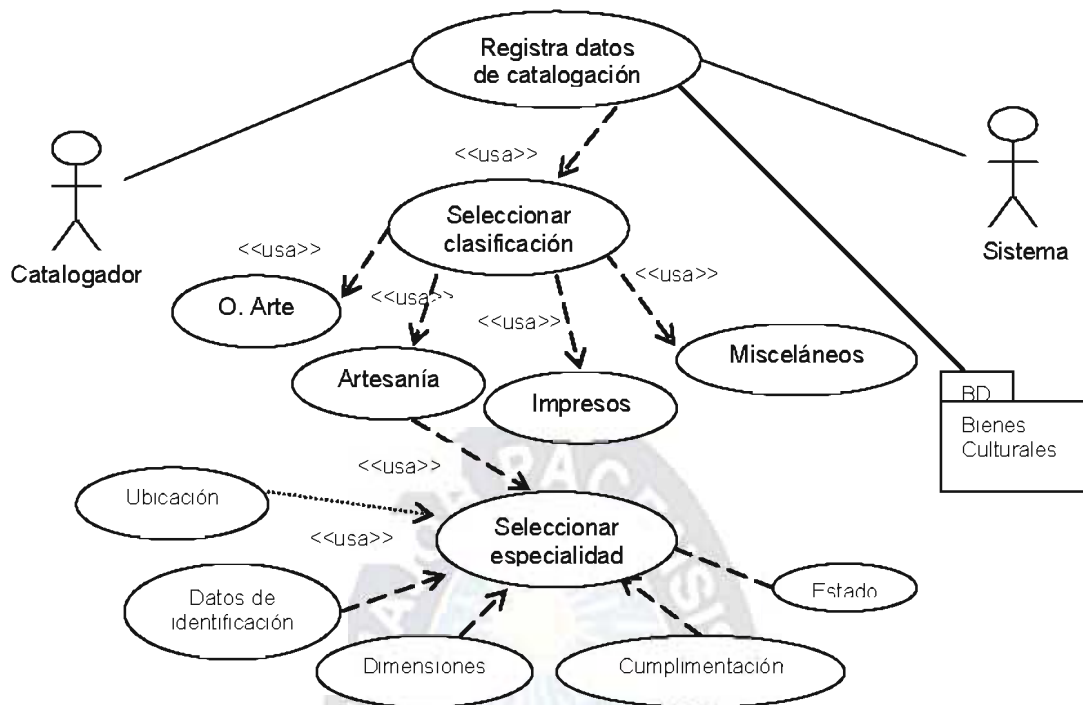 Registra datos
de catalogación
<<usa>>
Seleccionar
clasificación
Catalogador
Sistema
<<usa>>
<<usa>>
O. Arte
<<usa>>
<<usa>>
Misceláneos
Artesanía
Impresos
BD
Bienes
Culturales
<<usa>>
Ubicación
Seleccionar
especialidad
<<usa>>
Estado
Datos de
identificación
Dimensiones
Cumplimentación